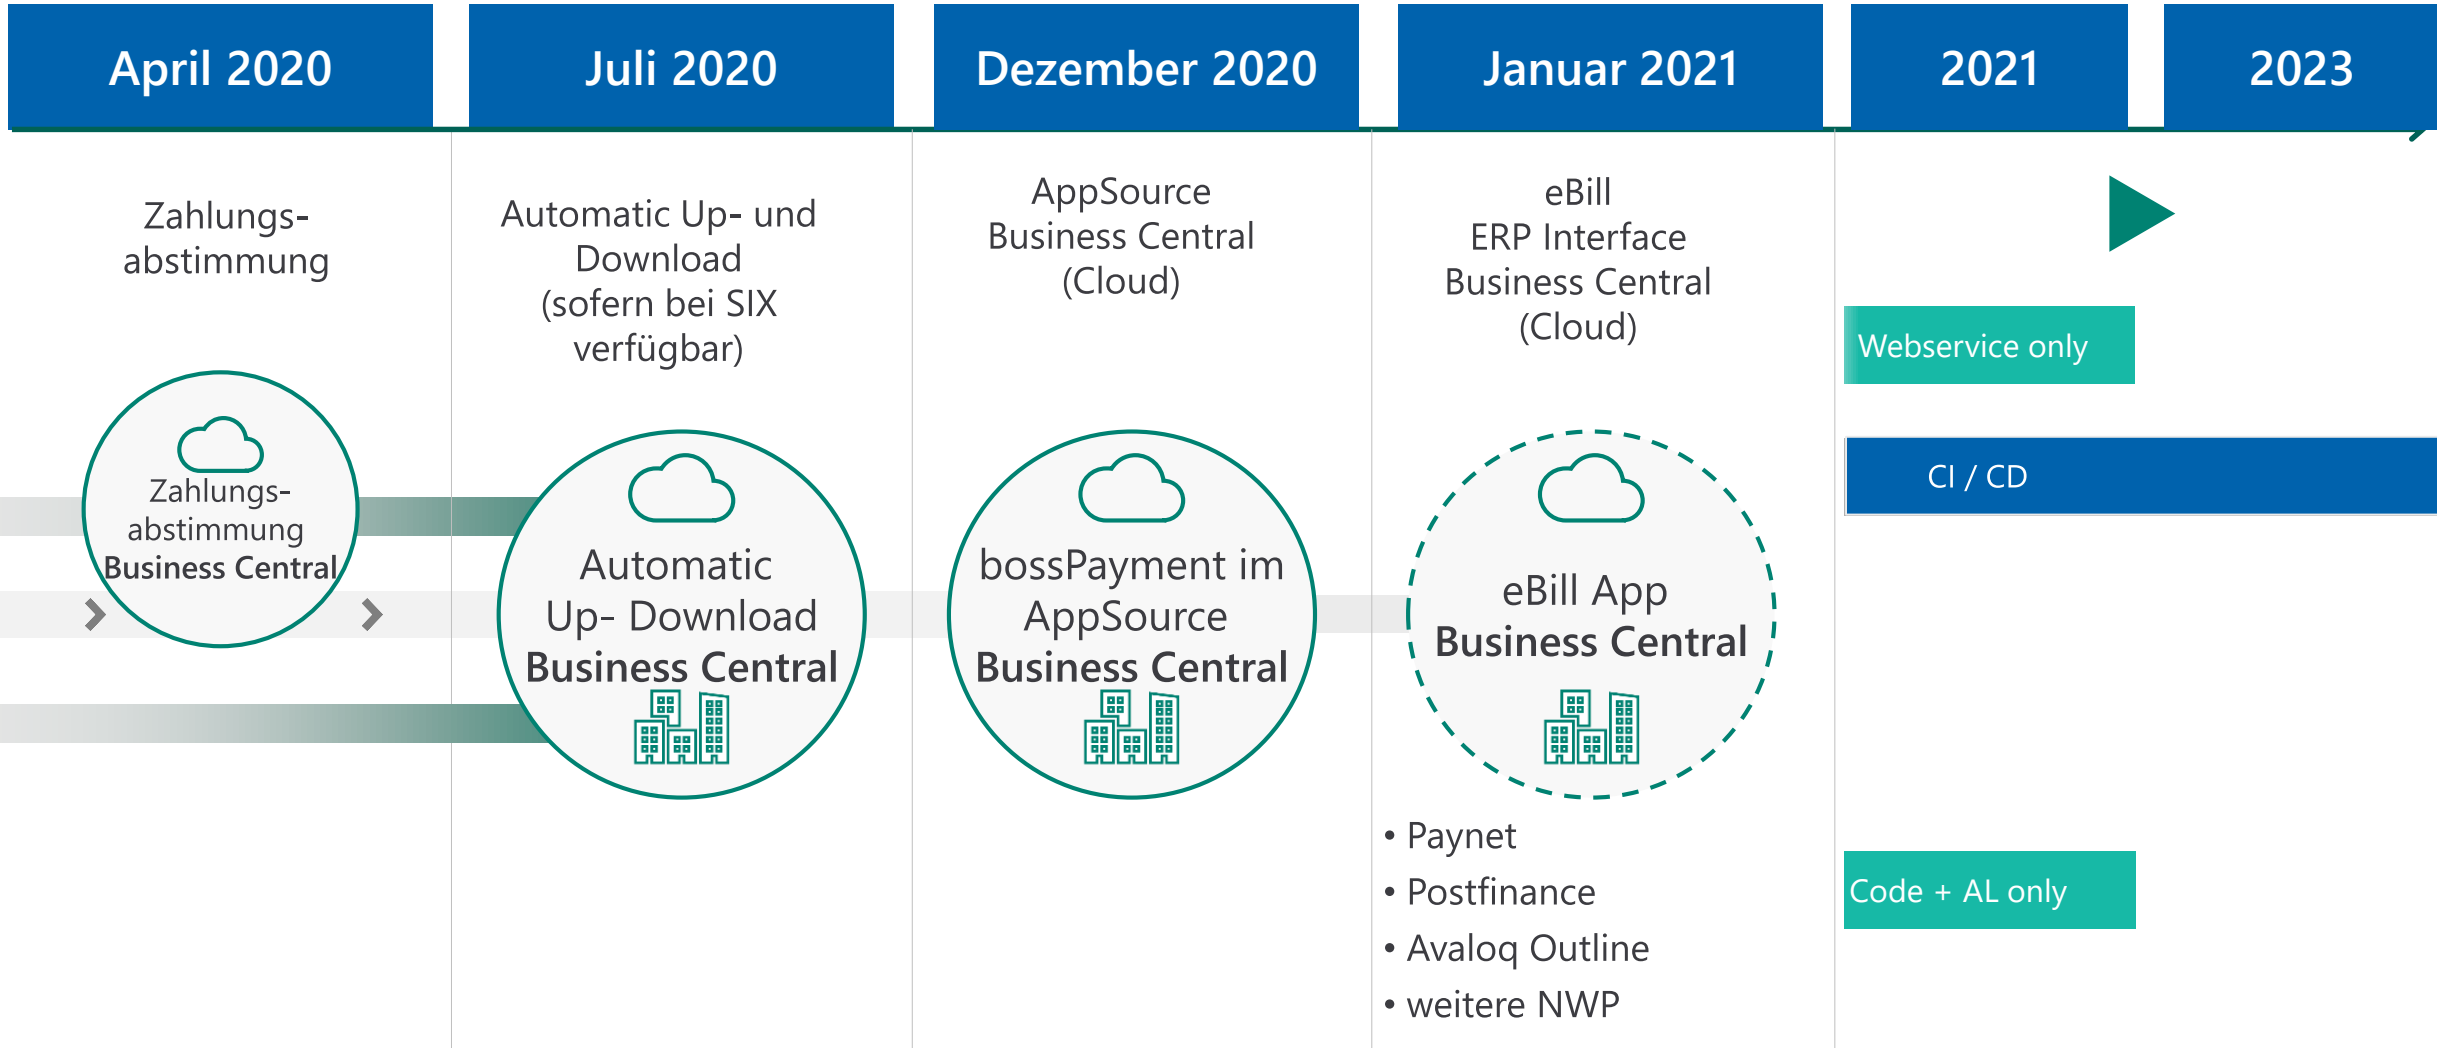 April 2020
Juli 2020
Dezember 2020
Januar 2021
2021
2023
Zahlungs-
abstimmung
Automatic Up- und
Download
(sofern bei SIX
verfügbar)
AppSource
Business Central
(Cloud)
eBill
ERP Interface
Business Central
(Cloud)
Webservice only
CI / CD
Zahlungs-
abstimmung
Business Central
Automatic
Up- Download
Business Central
bossPayment im
AppSource
Business Central
eBill App
Business Central
• Paynet
• Postfinance
• Avaloq Outline
• weitere NWP
Code + AL only